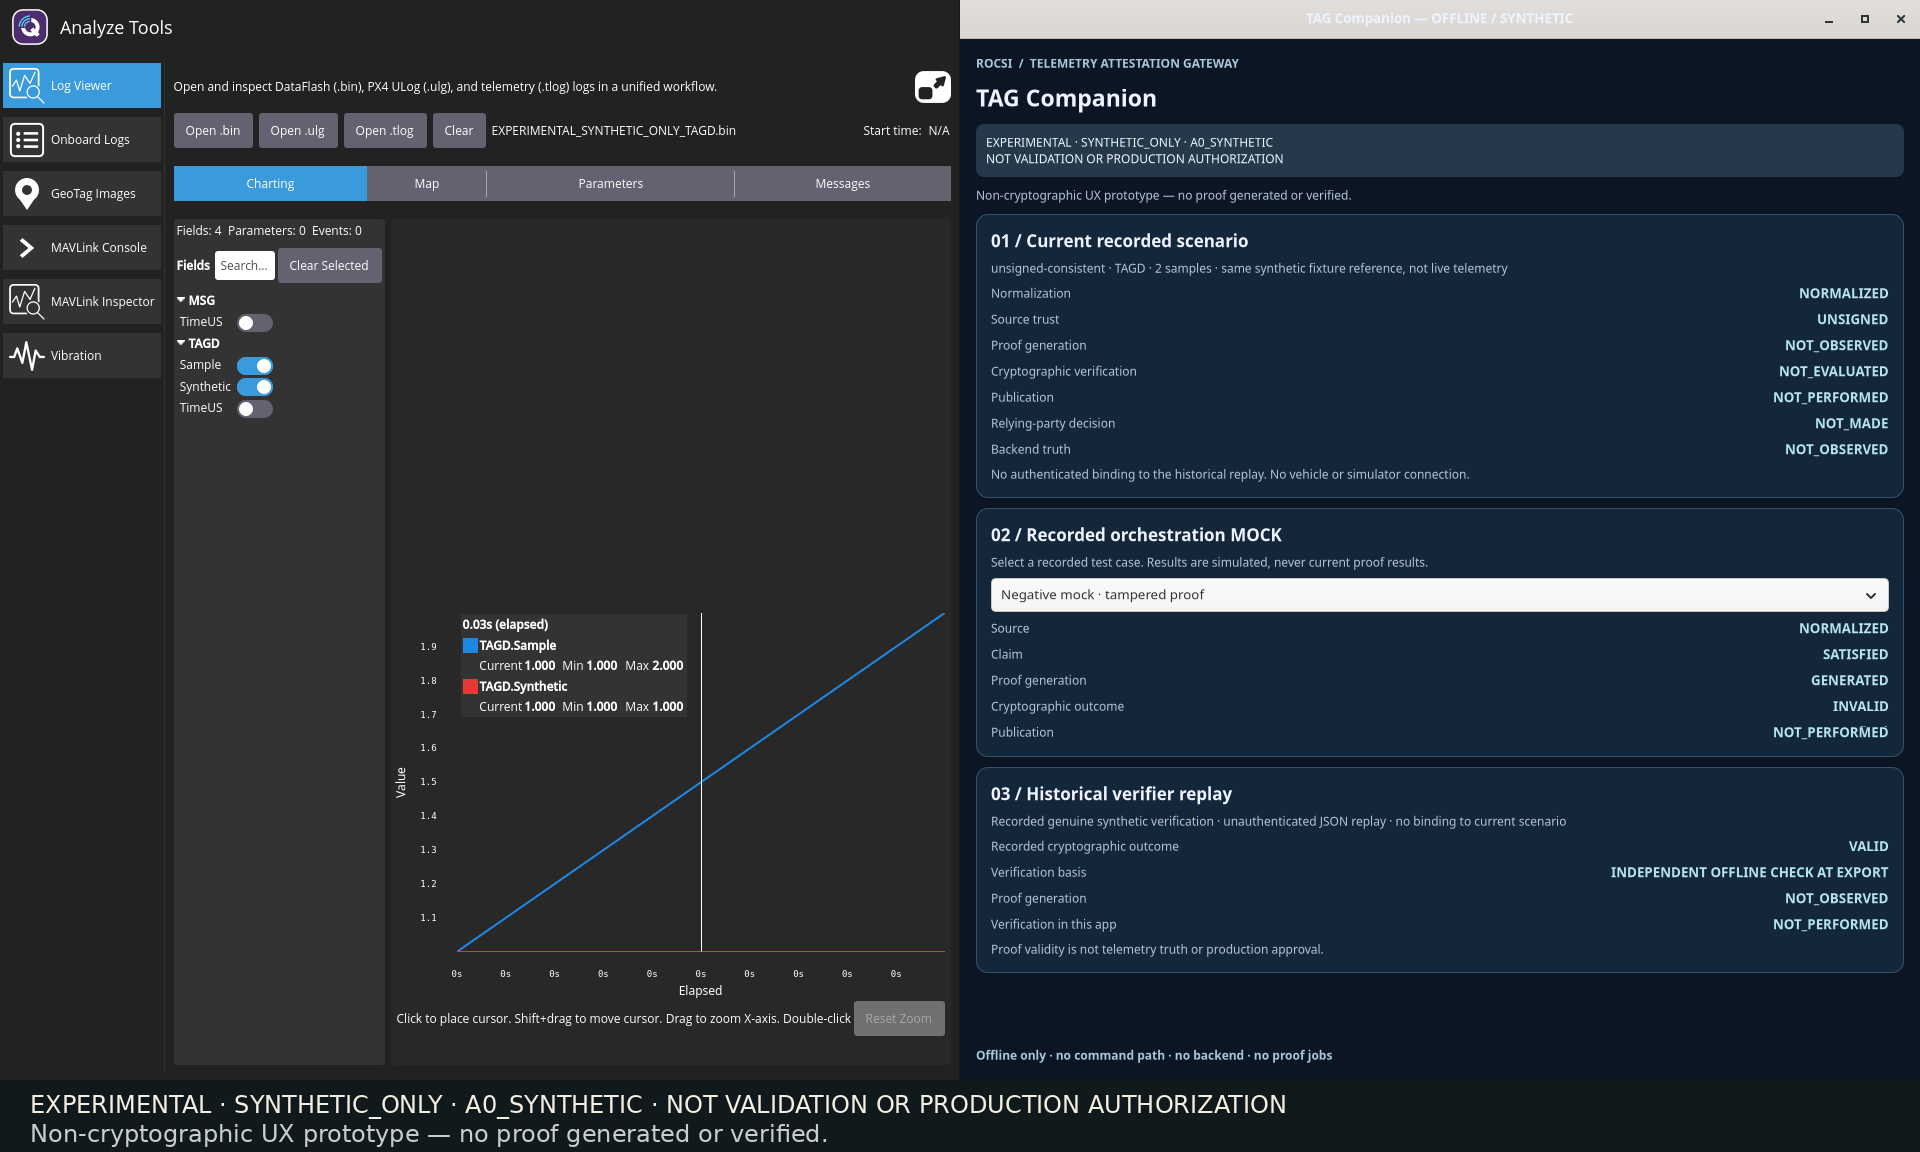 Analyze Tools
Log Viewer
Onboard Logs
GeoTag Images
MAVLink Console
MAVLink Inspector
Vibration
Open and inspect DataFlash (.bin), PX4 ULog (.ulg), and telemetry (.tlog) logs in a unified workflow.
Open .bin Open .ulg Open .tlog Clear EXPERIMENTAL_SYNTHETIC_ONLY_TAGD.bin Start time: N/A
Charting Map Parameters Messages
Fields: 4 Parameters: 0 Events: 0
Fields Search... Clear Selected
MSG
TimeUS
TAGD
Sample
Synthetic
TimeUS
0.03s (elapsed)
TAGD.Sample
Current 1.000 Min 1.000 Max 2.000
TAGD.Synthetic
Current 1.000 Min 1.000 Max 1.000
Value
1.9
1.8
1.7
1.6
1.5
1.4
1.3
1.2
1.1
0s 0s 0s 0s 0s 0s 0s 0s 0s 0s
Elapsed
Click to place cursor. Shift+drag to move cursor. Drag to zoom X-axis. Double-click Reset Zoom
TAG Companion — OFFLINE / SYNTHETIC
ROCSI / TELEMETRY ATTESTATION GATEWAY
TAG Companion
EXPERIMENTAL · SYNTHETIC_ONLY · A0_SYNTHETIC
NOT VALIDATION OR PRODUCTION AUTHORIZATION
Non-cryptographic UX prototype — no proof generated or verified.
01 / Current recorded scenario
unsigned-consistent · TAGD · 2 samples · same synthetic fixture reference, not live telemetry
Normalization NORMALIZED
Source trust UNSIGNED
Proof generation NOT_OBSERVED
Cryptographic verification NOT_EVALUATED
Publication NOT_PERFORMED
Relying-party decision NOT_MADE
Backend truth NOT_OBSERVED
No authenticated binding to the historical replay. No vehicle or simulator connection.
02 / Recorded orchestration MOCK
Select a recorded test case. Results are simulated, never current proof results.
Negative mock · tampered proof
Source NORMALIZED
Claim SATISFIED
Proof generation GENERATED
Cryptographic outcome INVALID
Publication NOT_PERFORMED
03 / Historical verifier replay
Recorded genuine synthetic verification · unauthenticated JSON replay · no binding to current scenario
Recorded cryptographic outcome VALID
Verification basis INDEPENDENT OFFLINE CHECK AT EXPORT
Proof generation NOT_OBSERVED
Verification in this app NOT_PERFORMED
Proof validity is not telemetry truth or production approval.
Offline only · no command path · no backend · no proof jobs
EXPERIMENTAL · SYNTHETIC_ONLY · A0_SYNTHETIC · NOT VALIDATION OR PRODUCTION AUTHORIZATION
Non-cryptographic UX prototype — no proof generated or verified.